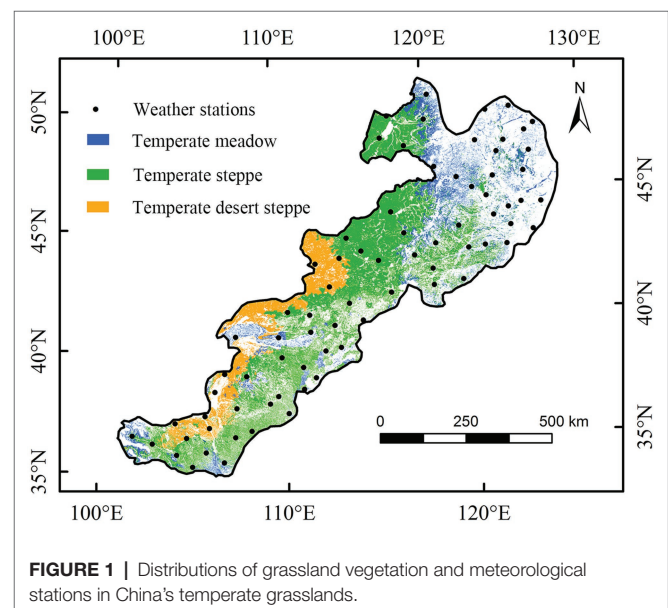 100°E 110°E 120°E 130°E
N
50°N
Weather stations
Temperate meadow
Temperate steppe
Temperate desert steppe
45°N
45°N
40°N
40°N
0 250 500 km
35°N
35°N
100°E 110°E 120°E
FIGURE 1 | Distributions of grassland vegetation and meteorological
stations in China's temperate grasslands.